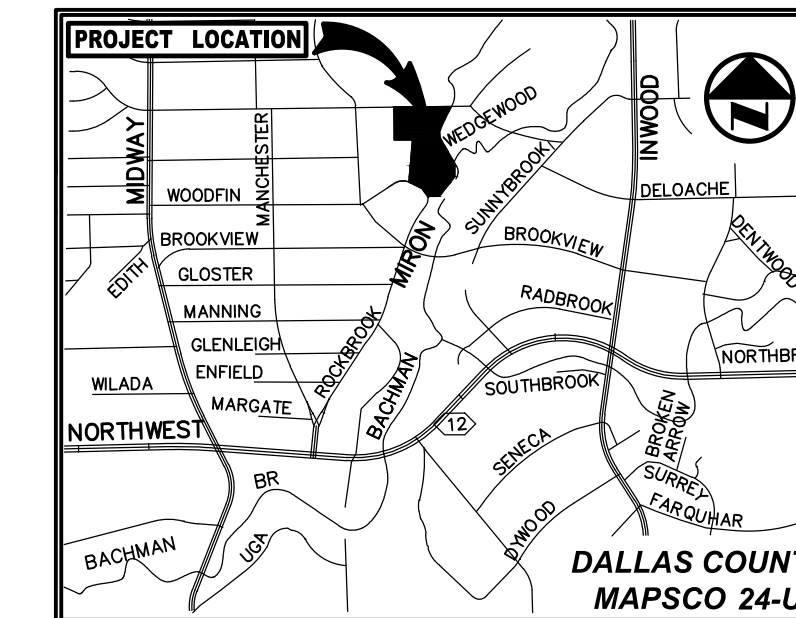 PROJECT LOCATION
WEDGEWOOD
INWOOD
MIDWAY
MANCHESTER
SUNNYBROOK
WOODFIN
DELOACHE
N
BROOKVIEW
MIRON
BROOKVIEW
DENTWOOD
EDITH
GLOSTER
RADBROOK
MANNING
ROCKBROOK
GLENLEIGH
NORTHBR
ENFIELD
WILADA
SOUTHBROOK
MARGATE
BACHMAN
BROKEN
ARROW
NORTHWEST
12
SENECA
BR
SURREY
FARQUHAR
DYWOOD
UGA
BACHMAN
DALLAS COUNT
MAPSCO 24-U